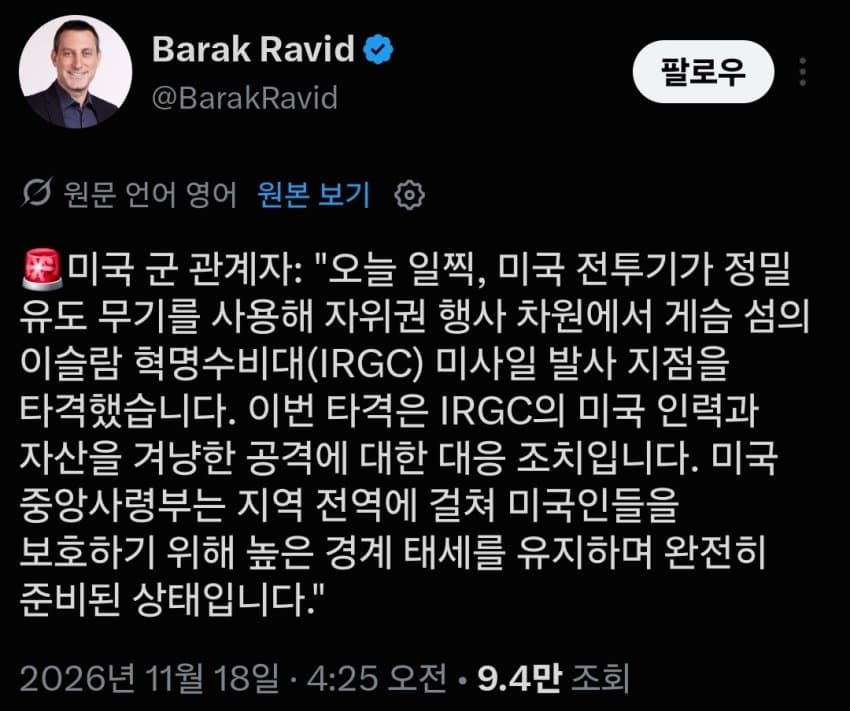 Barak Ravid
@BarakRavid
팔로우
원문 언어 영어 원본 보기
미국 군 관계자: "오늘 일찍, 미국 전투기가 정밀
유도 무기를 사용해 자위권 행사 차원에서 게슘 섬의
이슬람 혁명수비대(IRGC) 미사일 발사 지점을
타격했습니다. 이번 타격은 IRGC의 미국 인력과
자산을 겨냥한 공격에 대한 대응 조치입니다. 미국
중앙사령부는 지역 전역에 걸쳐 미국인들을
보호하기 위해 높은 경계 태세를 유지하며 완전히
준비된 상태입니다."
2026년 11월 18일 · 4:25 오전 • 9.4만 조회